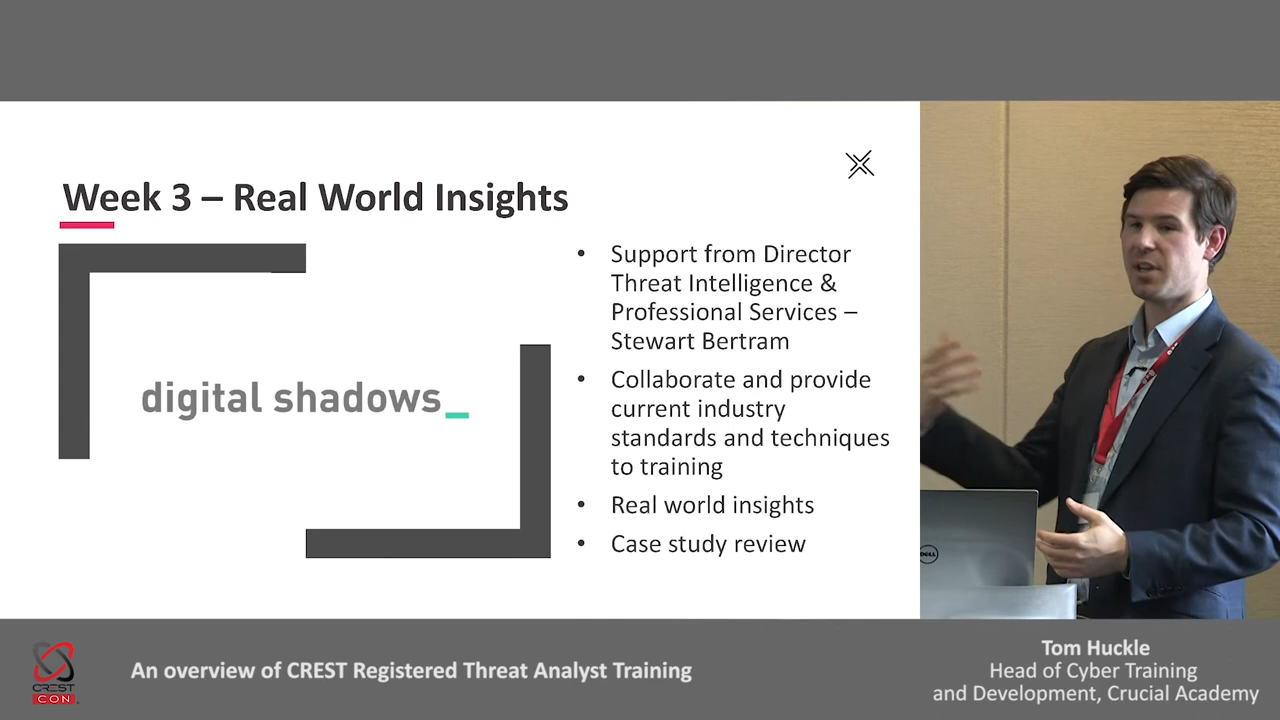 Week 3 – Real World Insights
digital shadows_
• Support from Director
Threat Intelligence &
Professional Services –
Stewart Bertram
• Collaborate and provide
current industry
standards and techniques
to training
• Real world insights
• Case study review
DELL
CREST
CON
An overview of CREST Registered Threat Analyst Training
Tom Huckle
Head of Cyber Training
and Development, Crucial Academy